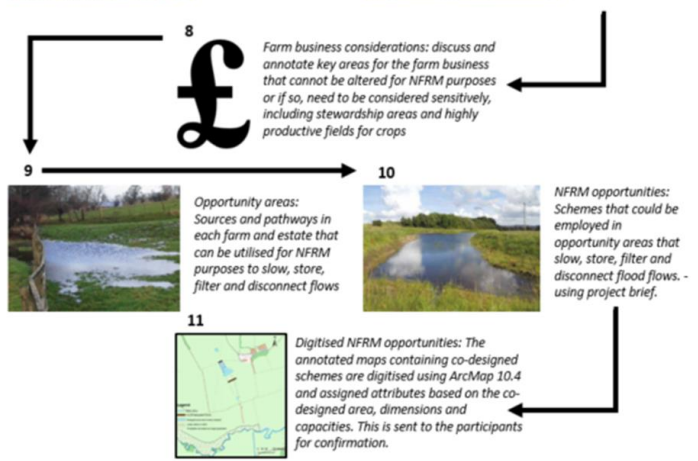 8
£
Farm business considerations: discuss and
annotate key areas for the farm business
that cannot be altered for NFRM purposes
or if so, need to be considered sensitively,
including stewardship areas and highly
productive fields for crops
9
Opportunity areas:
Sources and pathways in
each farm and estate that
can be utilised for NFRM
purposes to slow, store,
filter and disconnect flows
10
NFRM opportunities:
Schemes that could be
employed in
opportunity areas that
slow, store, filter and
disconnect flood flows. -
using project brief.
11
Digitised NFRM opportunities: The
annotated maps containing co-designed
schemes are digitised using ArcMap 10.4
and assigned attributes based on the co-
designed area, dimensions and
capacities. This is sent to the participants
for confirmation.